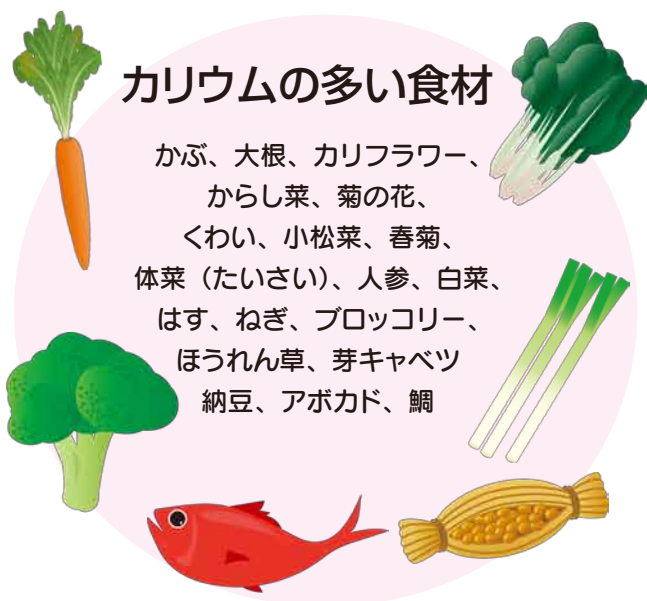 カリウムの多い食材
かぶ、大根、カリフラワー、
からし菜、菊の花、
くわい、小松菜、春菊、
体菜（たいさい）、人参、白菜、
はす、ねぎ、ブロッコリー、
ほうれん草、芽キャベツ
納豆、アボカド、鯛